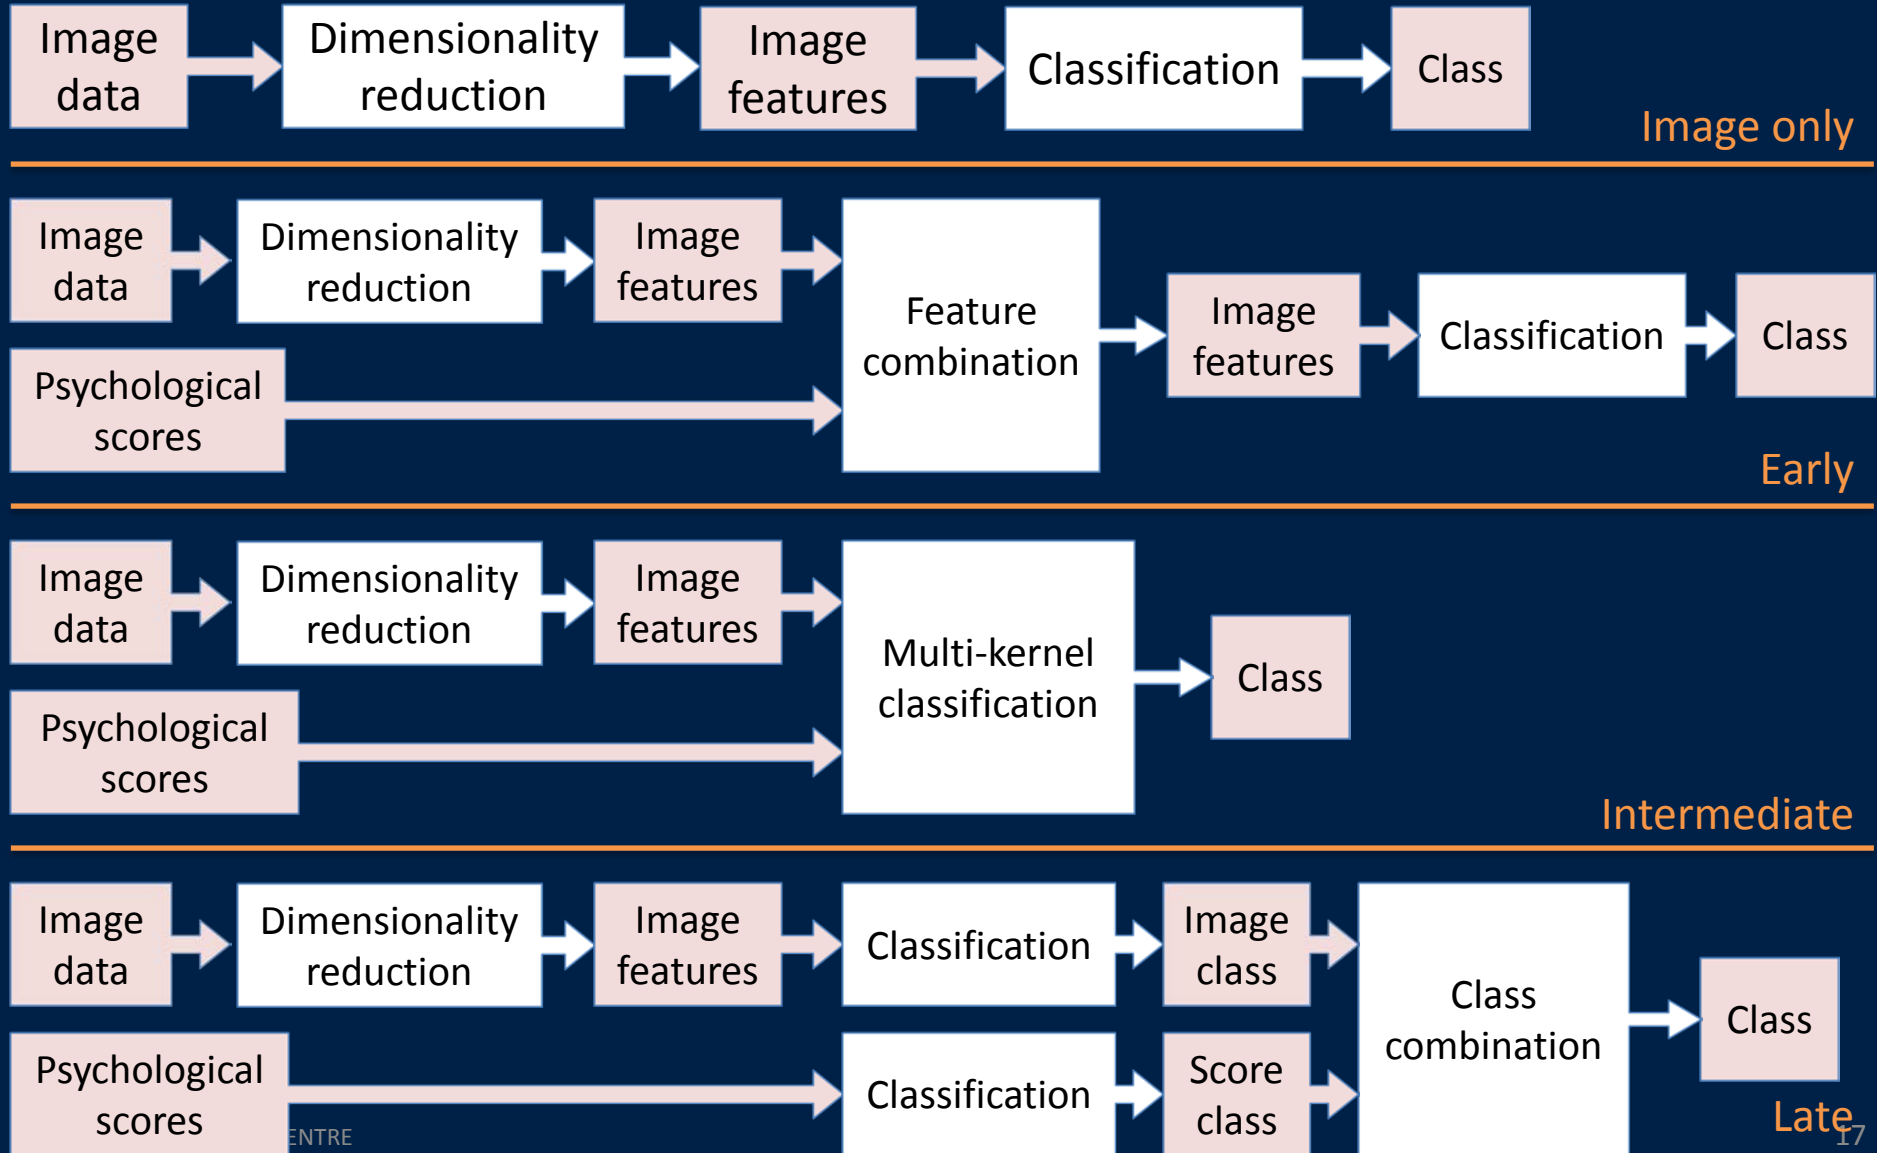 Image
data
Dimensionality
reduction
Image
features
Classification
Class
Image only
Image
data
Dimensionality
reduction
Image
features
Psychological
scores
Feature
combination
Image
features
Classification
Class
Early
Image
data
Dimensionality
reduction
Image
features
Psychological
scores
Multi-kernel
classification
Class
Intermediate
Image
data
Dimensionality
reduction
Image
features
Classification
Image
class
Psychological
scores
Classification
Score
class
Class
combination
Class
Late
ENTRE
17